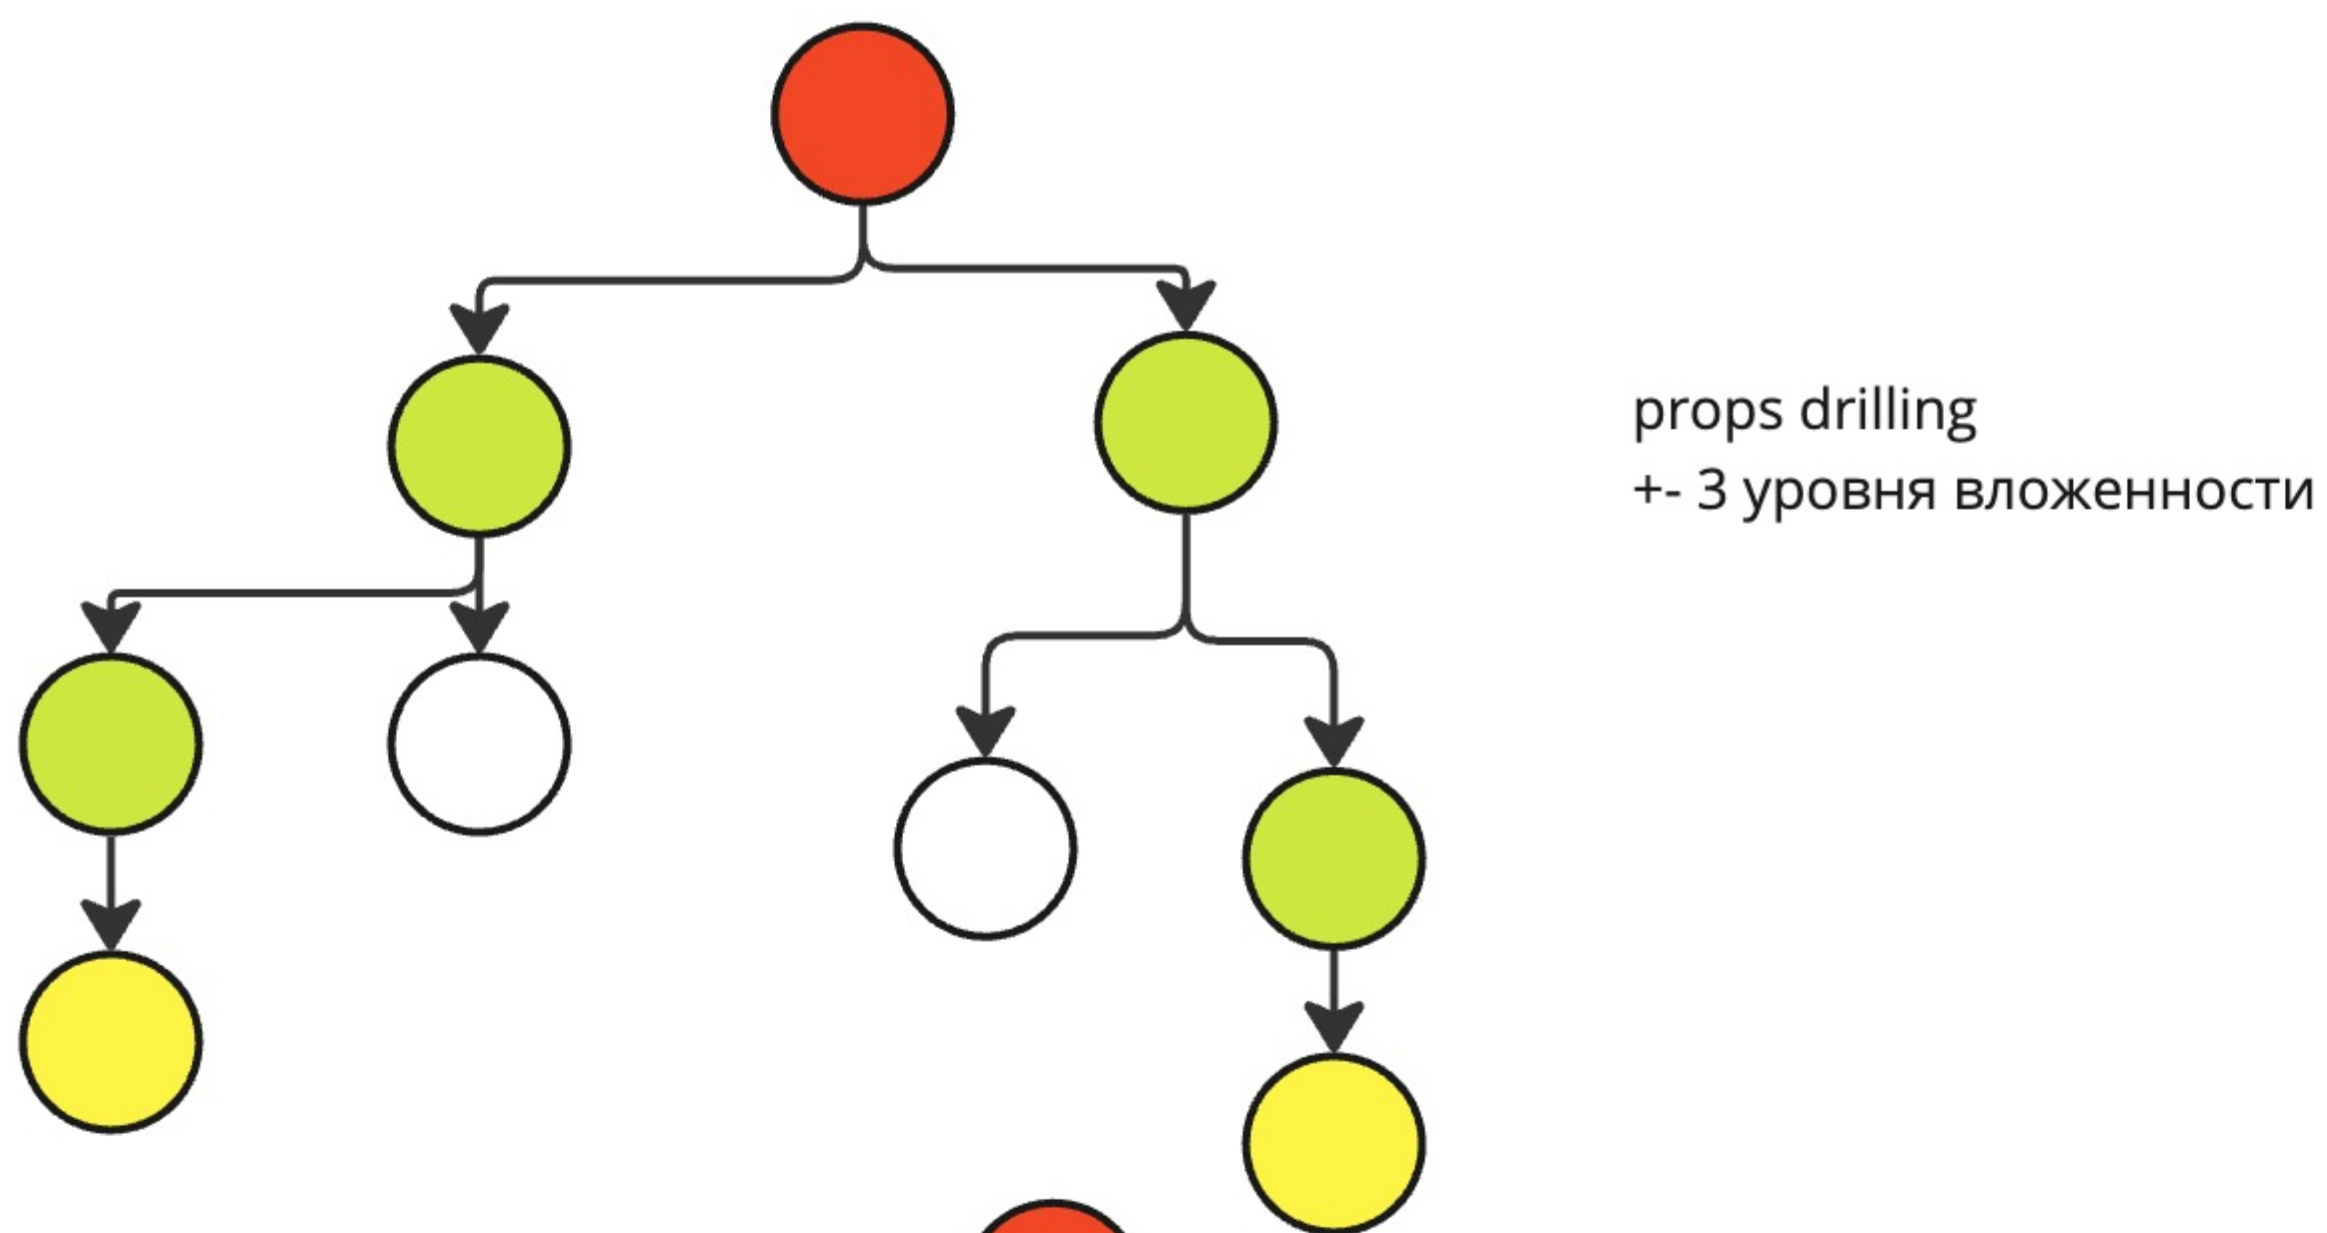 props drilling
+- 3 уровня вложенности